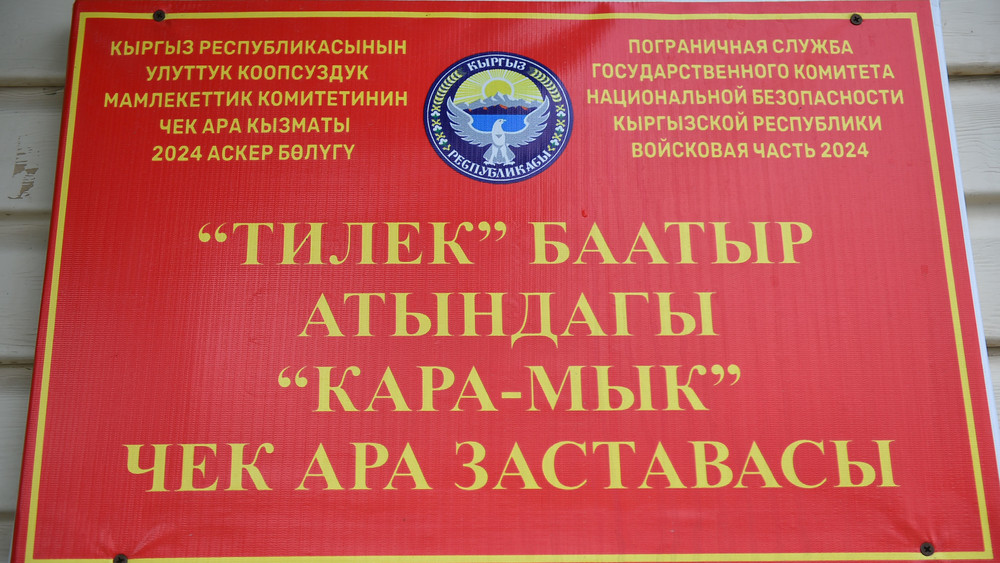 КЫРГЫЗ РЕСПУБЛИКАСЫНЫН
УЛУТТУК КООПСУЗДУК
МАМЛЕКЕТТИК КОМИТЕТИНИН
ЧЕК АРА КЫЗМАТЫ
2024 АСКЕР БӨЛҮГҮ
КЫРГЫЗ
РЕСПУБЛИКАСЫ
ПОГРАНИЧНАЯ СЛУЖБА
ГОСУДАРСТВЕННОГО КОМИТЕТА
НАЦИОНАЛЬНОЙ БЕЗОПАСНОСТИ
КЫРГЫЗСКОЙ РЕСПУБЛИКИ
ВОЙСКОВАЯ ЧАСТЬ 2024
“ТИЛЕК” БААТЫР
АТЫНДАГЫ
“КАРА-МЫК”
ЧЕК АРА ЗАСТАВАСЫ